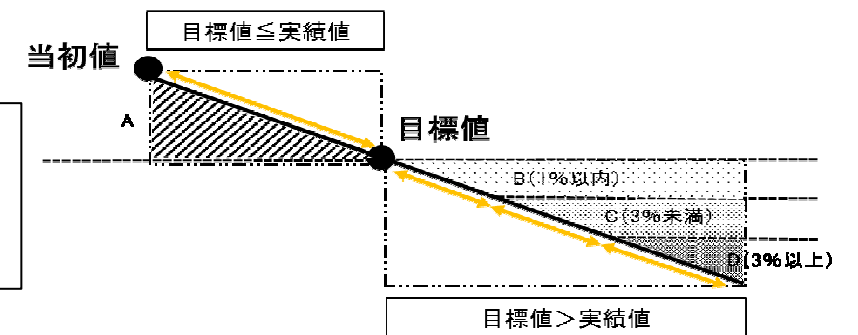 目標値≦実績値
当初値
A
目標値
B(1%以内)
C(3%未満)
D(3%以上)
目標値＞実績値